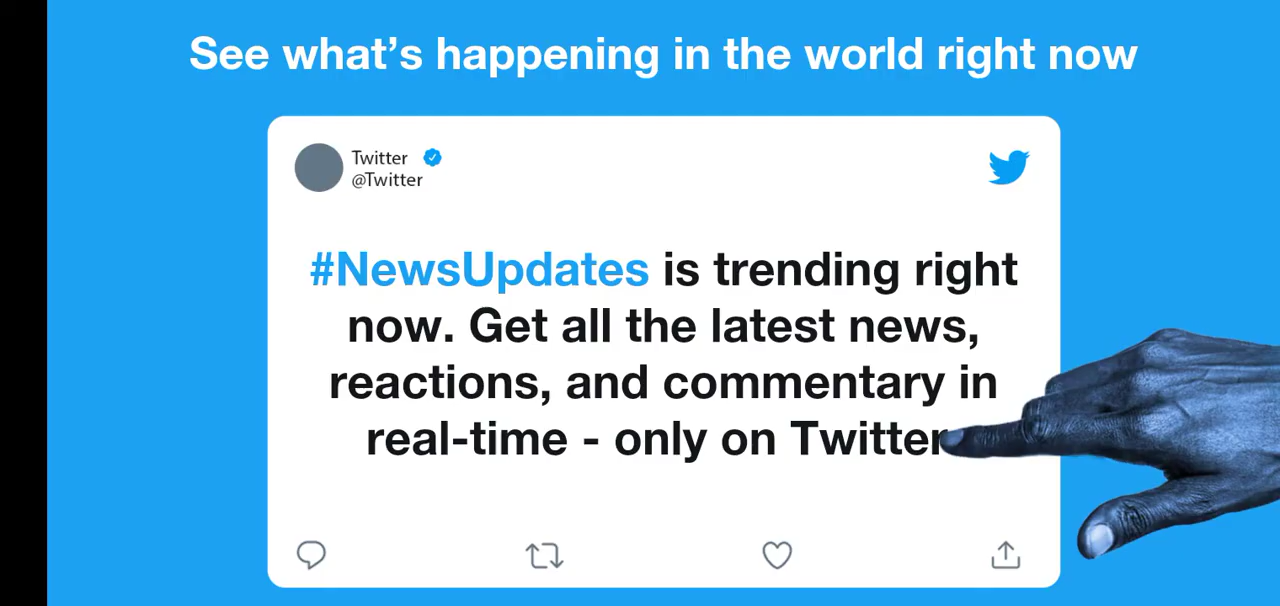 See what’s happening in the world right now
Twitter
@Twitter
#NewsUpdates is trending right
now. Get all the latest news,
reactions, and commentary in
real-time - only on Twitter